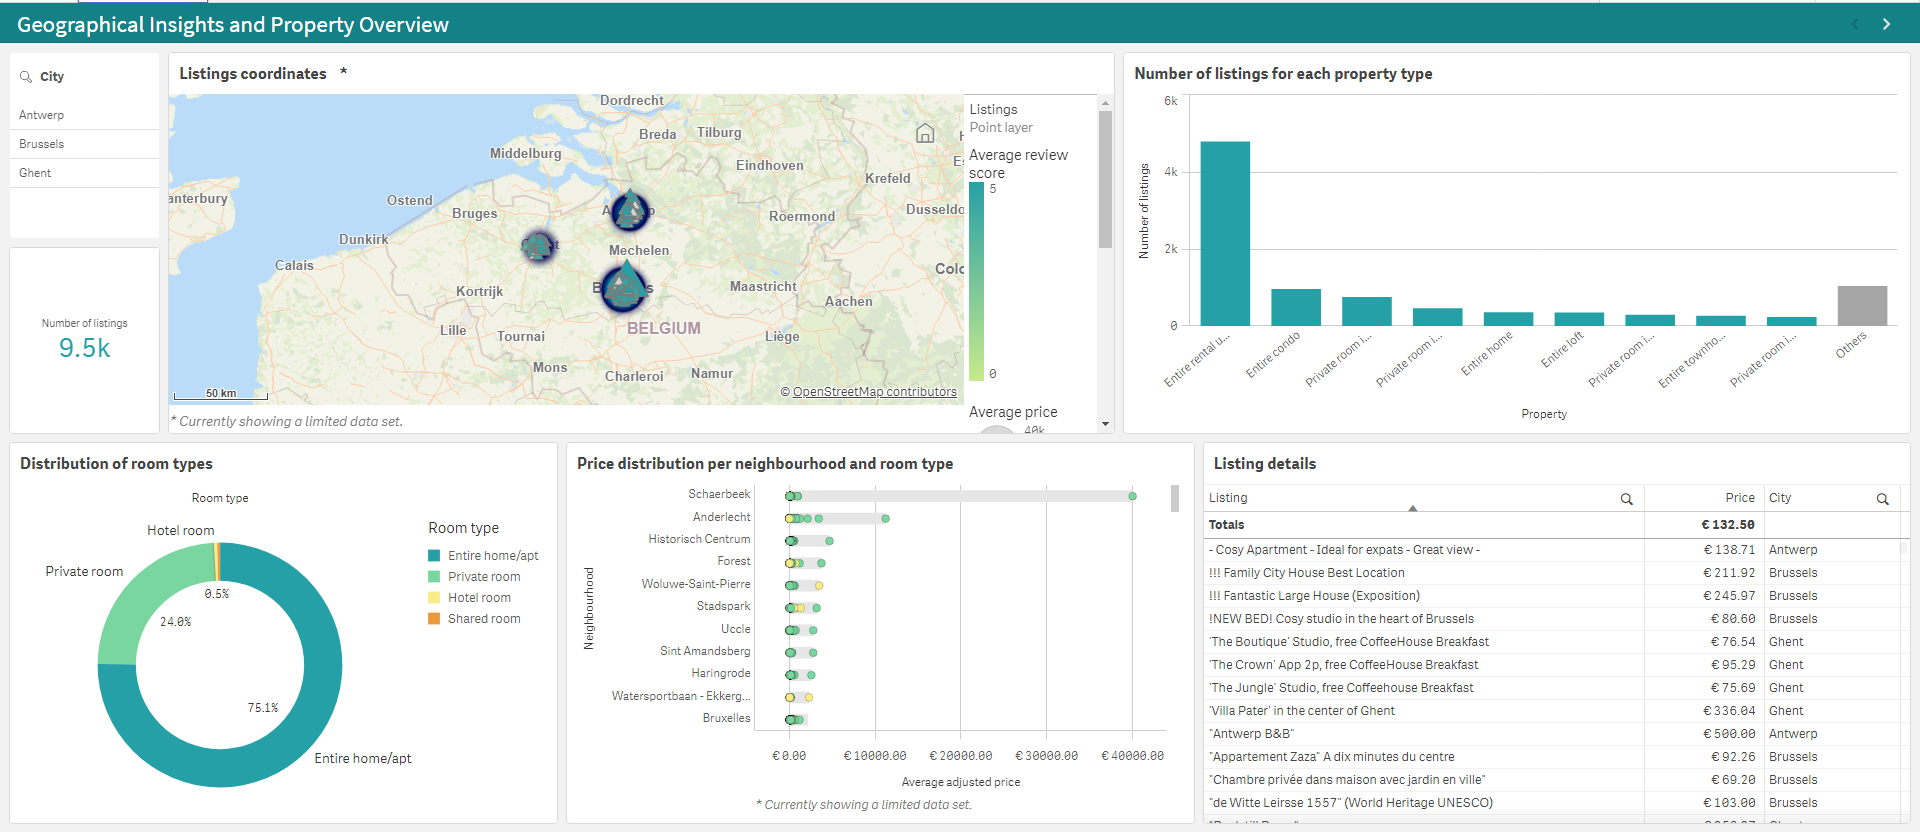 Geographical Insights and Property Overview
City
Antwerp
Brussels
Ghent
Number of listings
9.5k
Listings coordinates *
Dordrecht
Breda
Tilburg
Middelburg
Eindhoven
Krefeld
anterbury
Ostend
Bruges
Roermond
Dusseldo
Dunkirk
Mechelen
Calais
Colo
Kortrijk
Maastricht
Aachen
Lille
Tournai
BELGIUM
Liège
Mons
Charleroi
Namur
50 km
© OpenStreetMap contributors
* Currently showing a limited data set.
Listings
Point layer
Average review
score
5
0
Average price
40k
Number of listings for each property type
Number of listings
6k
4k
2k
0
Entire rental u...
Entire condo
Private room i...
Private room i...
Entire home
Entire loft
Private room i...
Entire townho...
Private room i...
Others
Property
Distribution of room types
Room type
Hotel room
Private room
0.5%
24.0%
75.1%
Entire home/apt
Room type
Entire home/apt
Private room
Hotel room
Shared room
Price distribution per neighbourhood and room type
Neighbourhood
Schaerbeek
Anderlecht
Historisch Centrum
Forest
Woluwe-Saint-Pierre
Stadspark
Uccle
Sint Amandsberg
Haringrode
Watersportbaan - Ekkerg...
Bruxelles
€ 0.00 € 10000.00 € 20000.00 € 30000.00 € 40000.00
Average adjusted price
* Currently showing a limited data set.
Listing details
Listing Price City
Totals € 132.50
- Cosy Apartment - Ideal for expats - Great view - € 138.71 Antwerp
!!! Family City House Best Location € 211.92 Brussels
!!! Fantastic Large House (Exposition) € 245.97 Brussels
!NEW BED! Cosy studio in the heart of Brussels € 80.60 Brussels
'The Boutique' Studio, free CoffeeHouse Breakfast € 76.54 Ghent
'The Crown' App 2p, free CoffeeHouse Breakfast € 95.29 Ghent
'The Jungle' Studio, free Coffeehouse Breakfast € 75.69 Ghent
'Villa Pater' in the center of Ghent € 336.04 Ghent
"Antwerp B&B" € 500.00 Antwerp
"Appartement Zaza" A dix minutes du centre € 92.26 Brussels
"Chambre privée dans maison avec jardin en ville" € 69.20 Brussels
"de Witte Leirsse 1557" (World Heritage UNESCO) € 103.00 Brussels